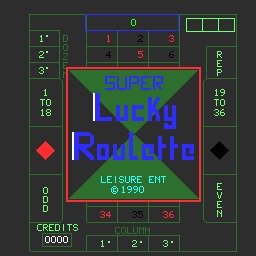 0
1° DOZEN 1 2 3
2° 4 5 6
3°
REP
SUPER
Lucky
Roulette
1 TO 18
19 TO 36
LEISURE ENT
© 1990
ODD
EVEN
34 35 36
CREDITS
0000
COLUMN
1° 2° 3°